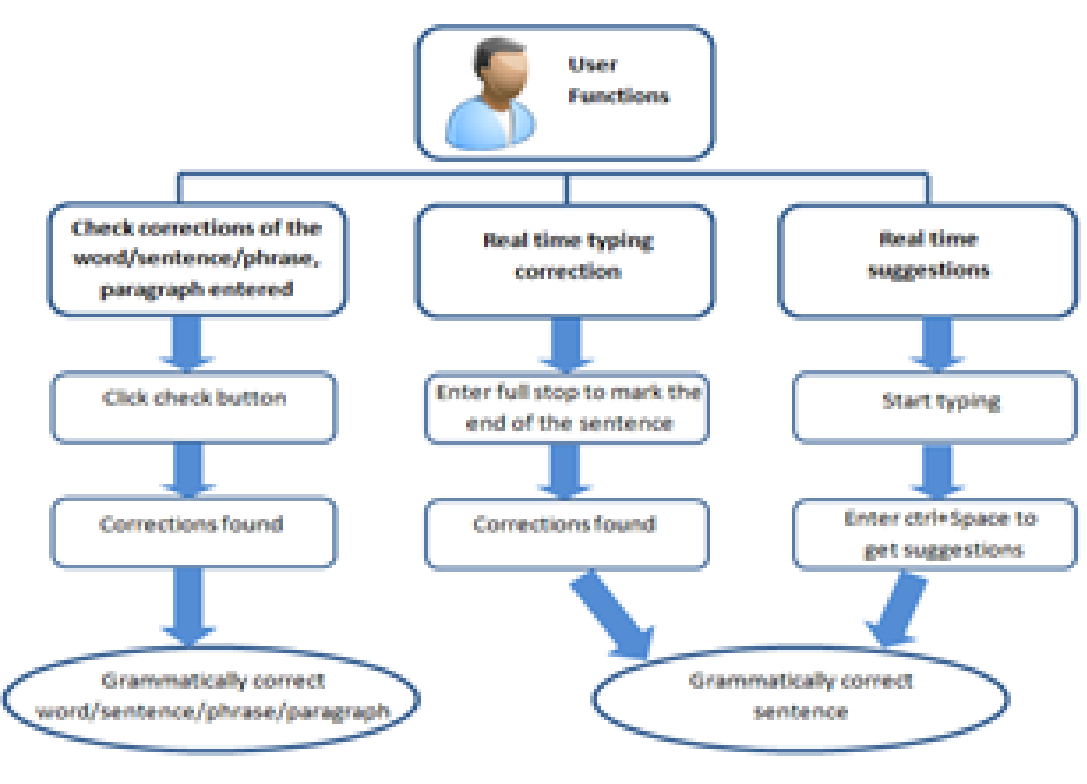 User
Functions
Check corrections of the
word/sentence/phrase,
paragraph entered
Real time typing
correction
Real time
suggestions
Click check button
Enter full stop to mark the
end of the sentence
Start typing
Corrections found
Corrections found
Enter ctrl+Space to
get suggestions
Grammatically correct
word/sentence/phrase/paragraph
Grammatically correct
sentence